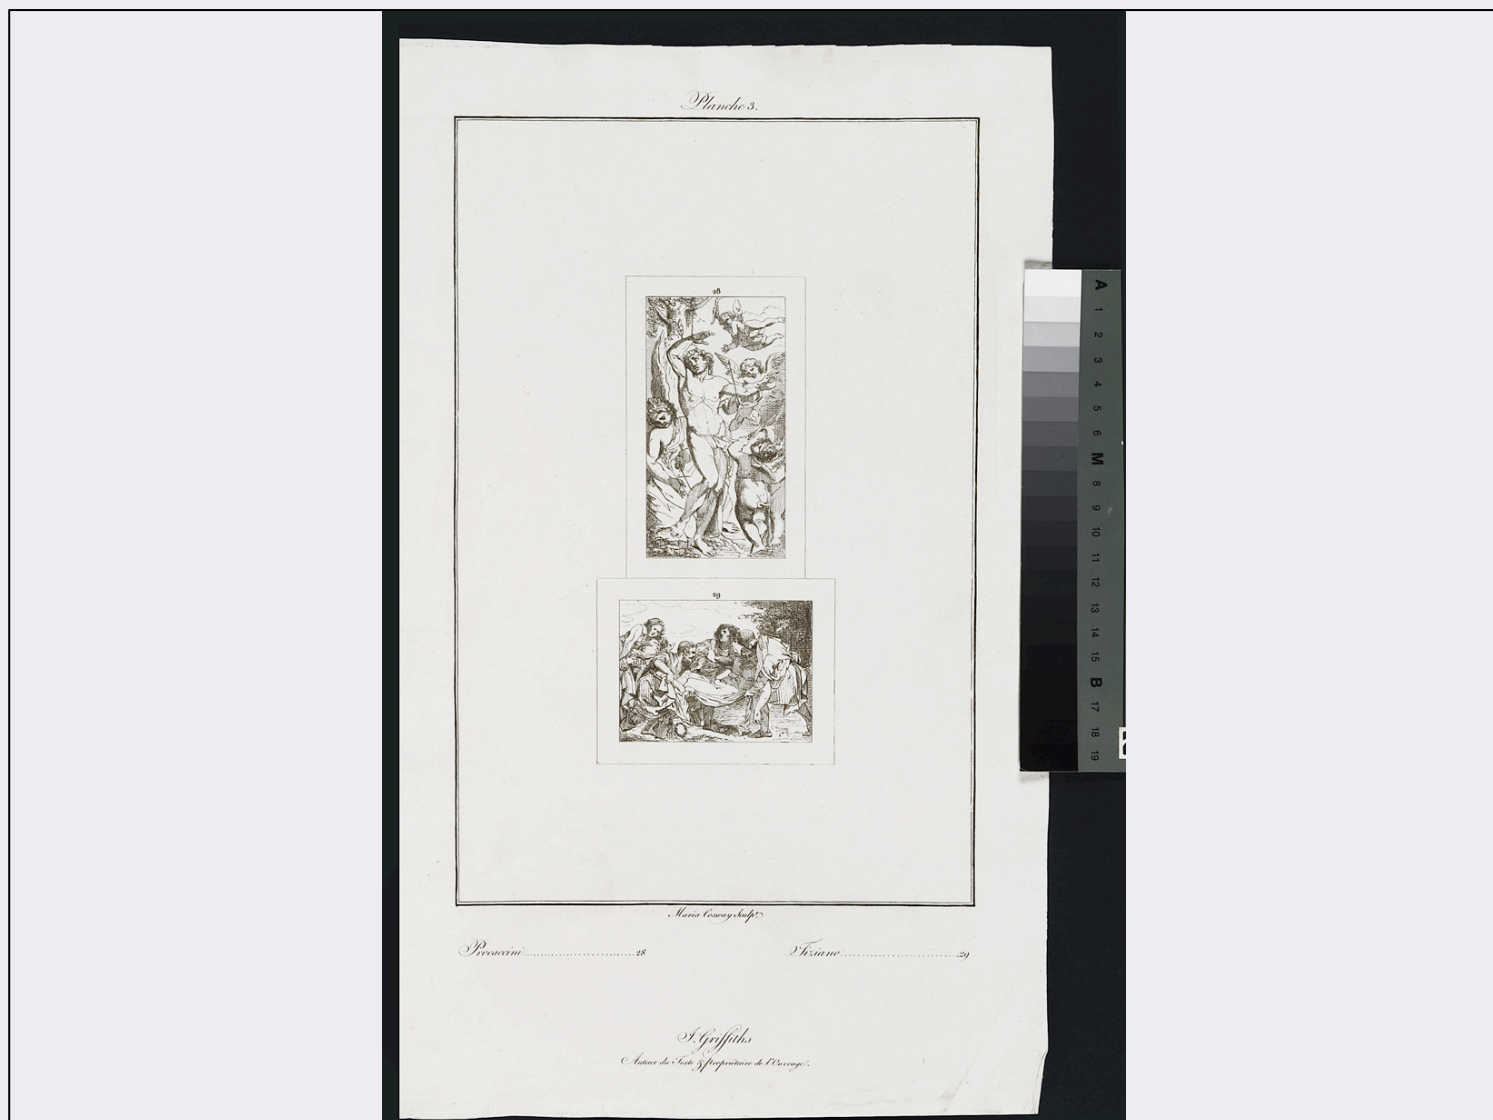 Planche 3.
28
29
Maria Cosway Sculpt
Procaccini..........................28
Tiziano..........................29
J. Griffiths
Auteur du Texte & Propriétaire de l'Ouvrage.
A
1
2
3
4
5
6
M
8
9
10
11
12
13
14
15
B
17
18
19